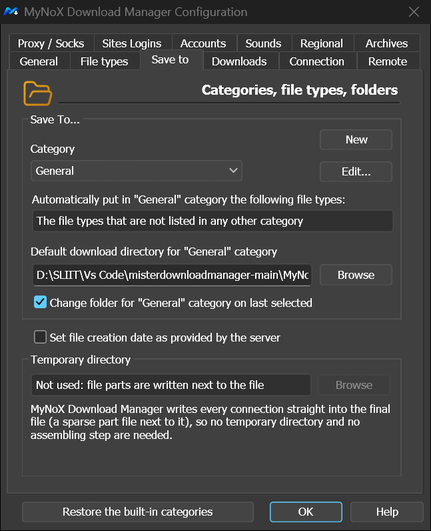 MyNoX Download Manager Configuration
Proxy / Socks Sites Logins Accounts Sounds Regional Archives
General File types Save to Downloads Connection Remote
Categories, file types, folders
Save To...
New
Category
General
Edit...
Automatically put in "General" category the following file types:
The file types that are not listed in any other category
Default download directory for "General" category
D:\SLIIT\Vs Code\misterdownloadmanager-main\MyNo
Browse
Change folder for "General" category on last selected
Set file creation date as provided by the server
Temporary directory
Not used: file parts are written next to the file
Browse
MyNoX Download Manager writes every connection straight into the final
file (a sparse part file next to it), so no temporary directory and no
assembling step are needed.
Restore the built-in categories OK Help